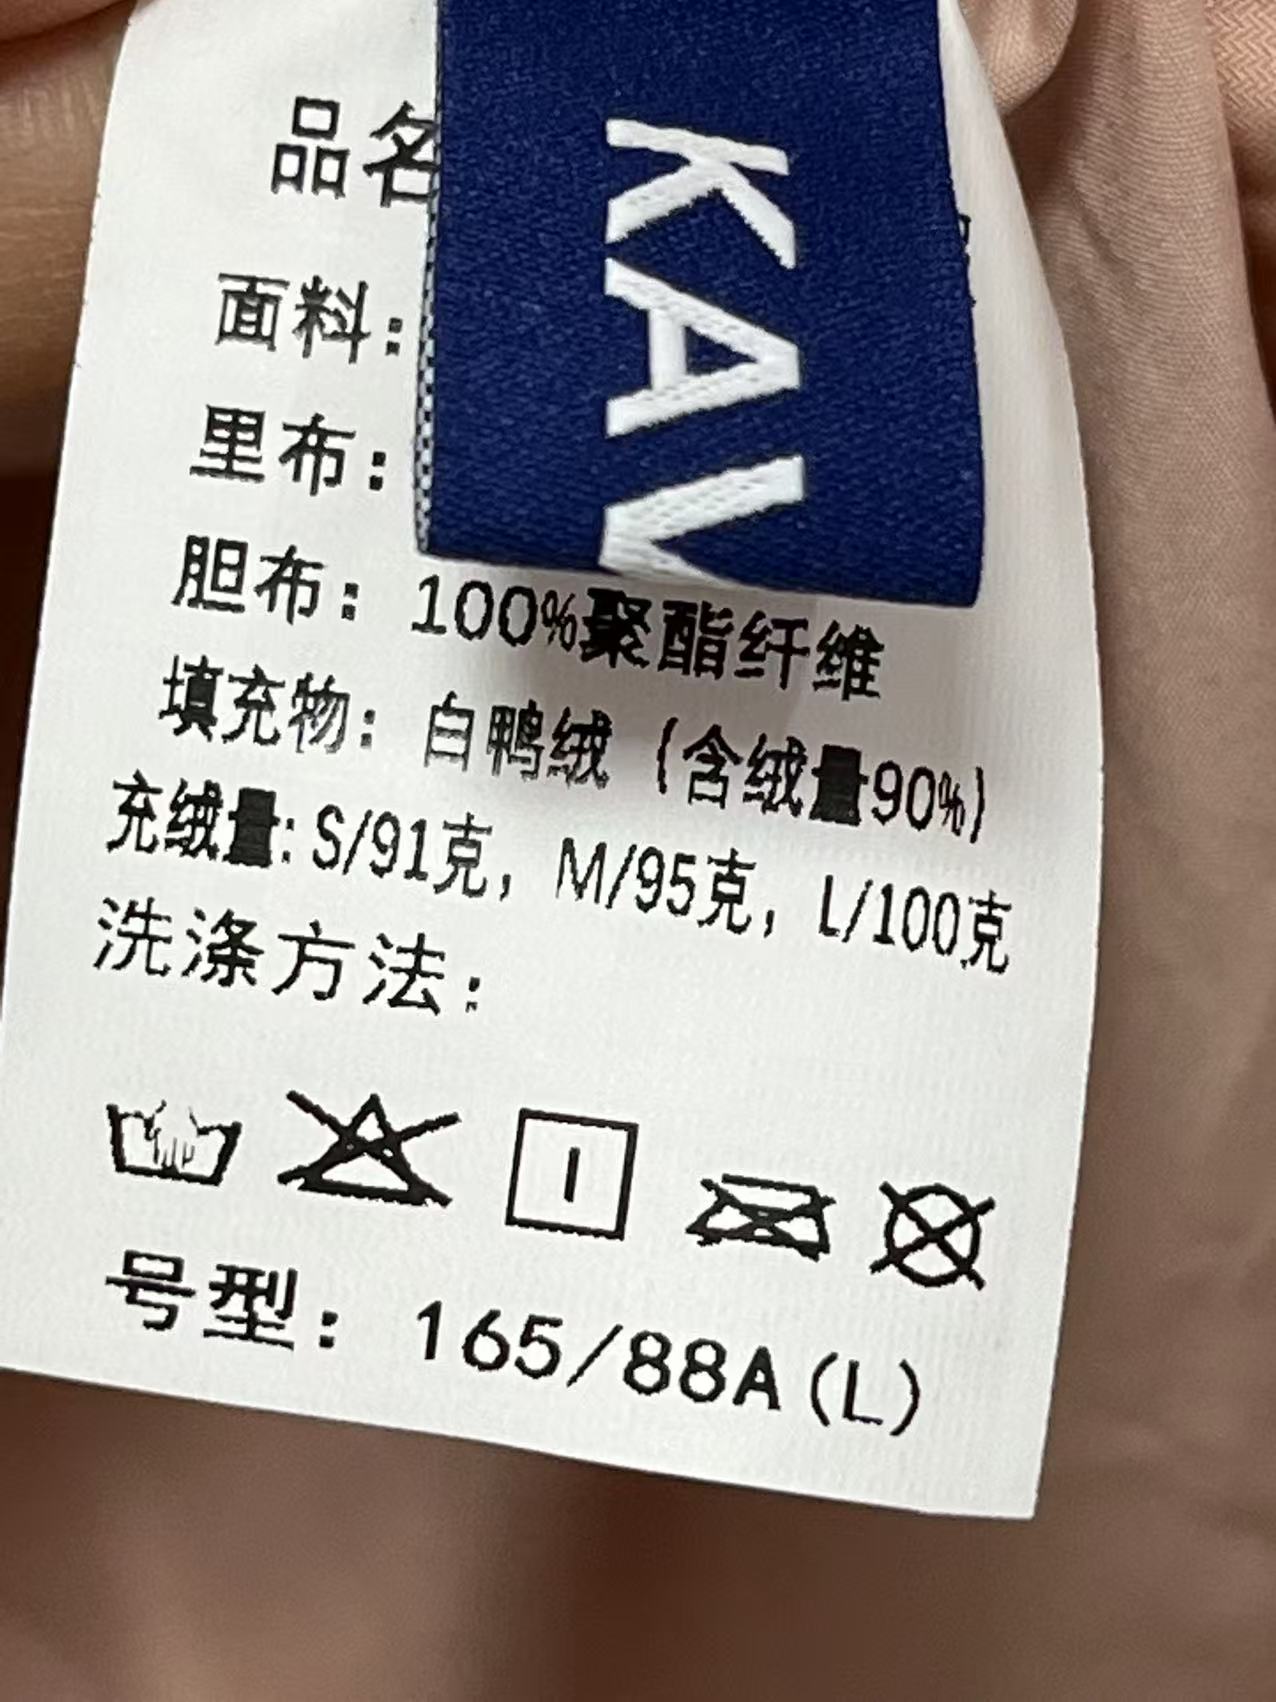 KAV
品名
面料：
里布：
胆布：100%聚酯纤维
填充物：白鸭绒（含绒量90%）
充绒量：S/91克，M/95克，L/100克
洗涤方法：
号型：165/88A(L)